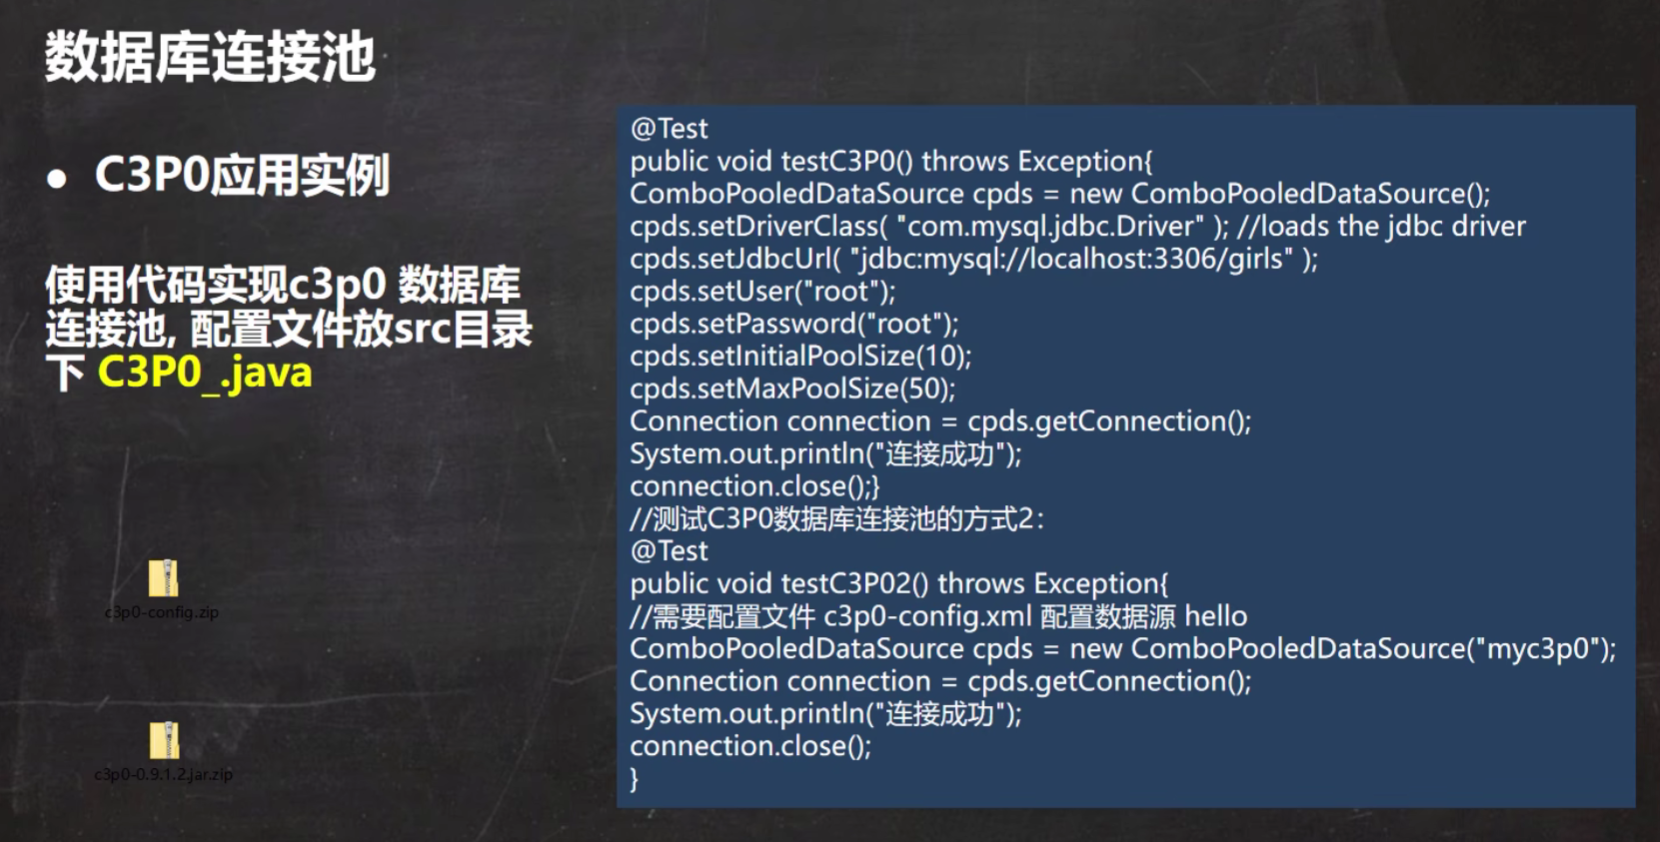 数据库连接池
● C3P0应用实例
使用代码实现c3p0 数据库
连接池, 配置文件放src目录
下 C3P0_.java
c3p0-config.zip
c3p0-0.9.1.2.jar.zip
@Test
public void testC3P0() throws Exception{
ComboPooledDataSource cpds = new ComboPooledDataSource();
cpds.setDriverClass( "com.mysql.jdbc.Driver" ); //loads the jdbc driver
cpds.setJdbcUrl( "jdbc:mysql://localhost:3306/girls" );
cpds.setUser("root");
cpds.setPassword("root");
cpds.setInitialPoolSize(10);
cpds.setMaxPoolSize(50);
Connection connection = cpds.getConnection();
System.out.println("连接成功");
connection.close();}
//测试C3P0数据库连接池的方式2：
@Test
public void testC3P02() throws Exception{
//需要配置文件 c3p0-config.xml 配置数据源 hello
ComboPooledDataSource cpds = new ComboPooledDataSource("myc3p0");
Connection connection = cpds.getConnection();
System.out.println("连接成功");
connection.close();
}